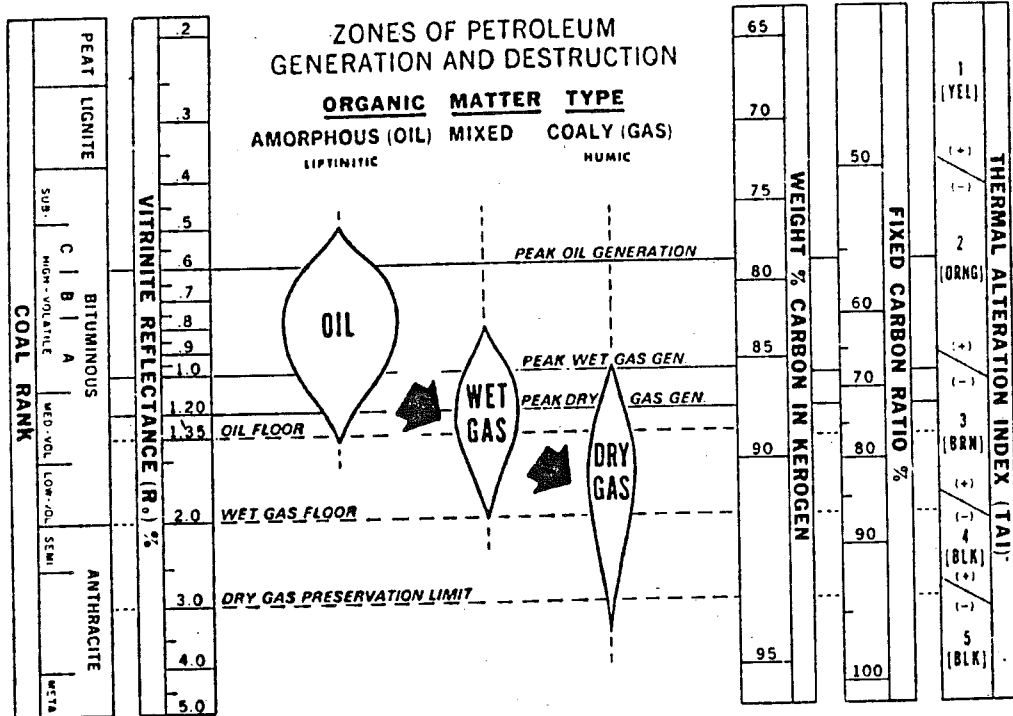 ZONES OF PETROLEUM
GENERATION AND DESTRUCTION
ORGANIC MATTER TYPE
AMORPHOUS (OIL) MIXED COALY (GAS)
LIPTINITIC HUMIC
COAL RANK
PEAT
LIGNITE
SUB.
C | B | A
HIGH-VOLATILE
BITUMINOUS
MED-VOL
LOW-VOL
SEMI
ANTHRACITE
META
VITRINITE REFLECTANCE (Ro) %
.2
.3
.4
.5
.6
.7
.8
.9
1.0
1.20
1.35
2.0
3.0
4.0
5.0
OIL
WET
GAS
DRY
GAS
PEAK OIL GENERATION
PEAK WET GAS GEN.
PEAK DRY GAS GEN.
OIL FLOOR
WET GAS FLOOR
DRY GAS PRESERVATION LIMIT
65
70
75
80
85
90
95
WEIGHT % CARBON IN KEROGEN
50
60
70
80
90
100
FIXED CARBON RATIO %
1
[YEL]
(+)
(-)
2
(ORNG]
(+)
(-)
3
[BRN]
(+)
(-)
4
[BLK]
(+)
(-)
5
[BLK]
THERMAL ALTERATION INDEX (TAI)